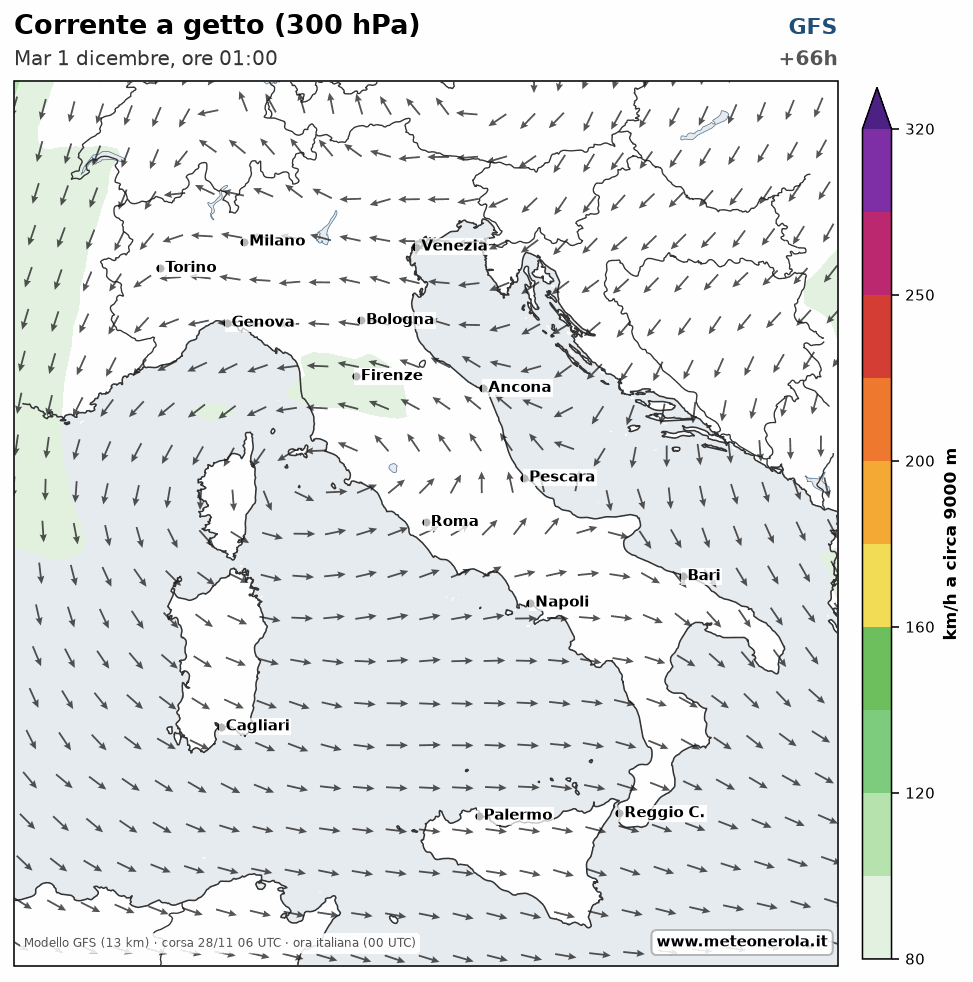 Corrente a getto (300 hPa)
GFS
Mar 1 dicembre, ore 01:00
+66h
Milano
Venezia
Torino
Genova
Bologna
Firenze
Ancona
Pescara
Roma
Bari
Napoli
Cagliari
Palermo
Reggio C.
320
250
200
160
120
80
km/h a circa 9000 m
Modello GFS (13 km) · corsa 28/11 06 UTC · ora italiana (00 UTC)
www.meteonerola.it